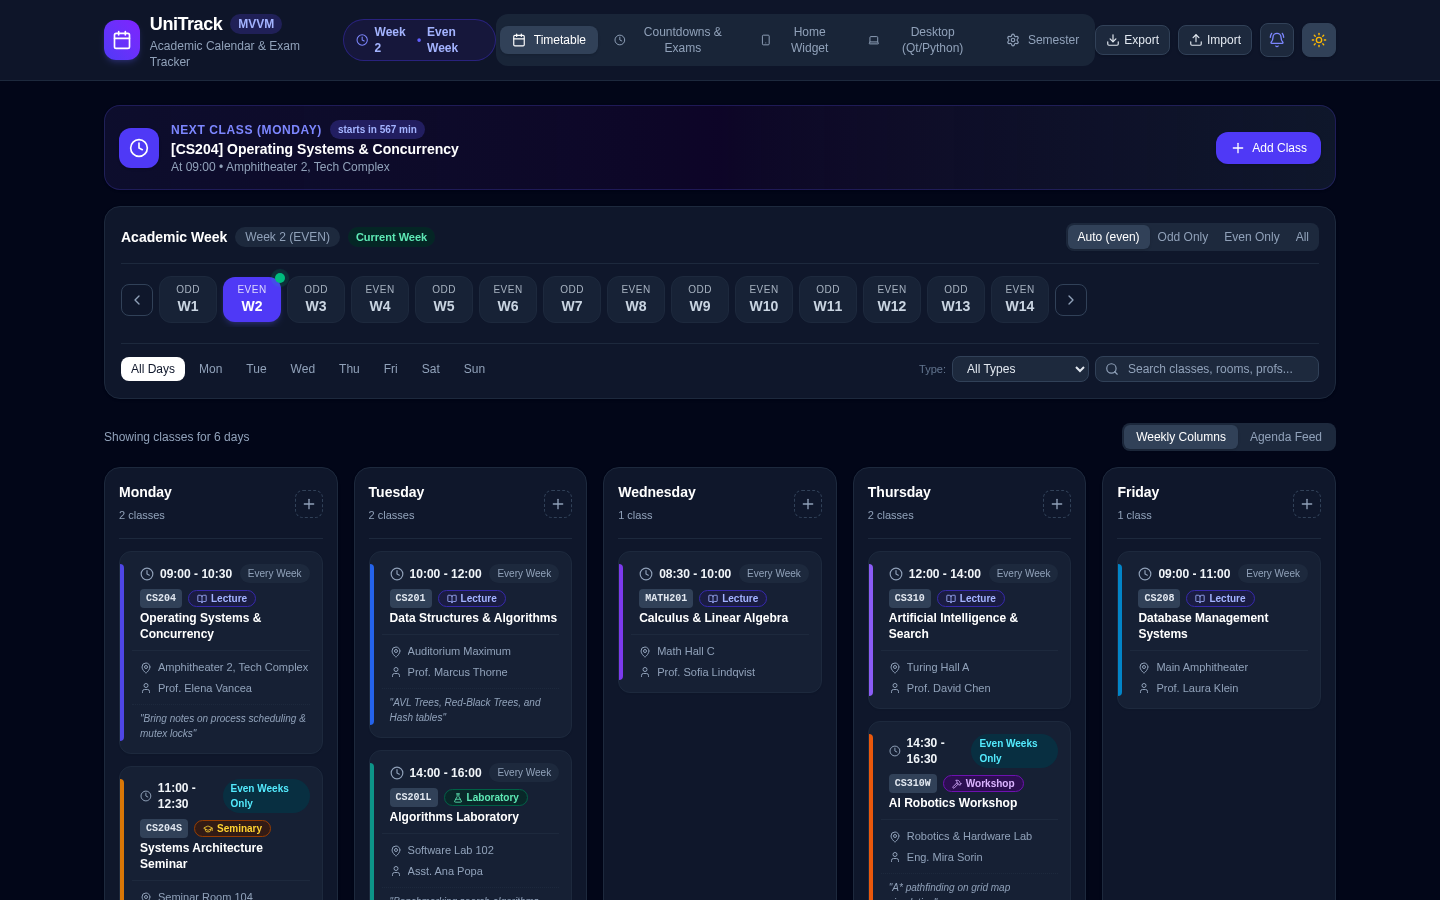 UniTrack MVVM
Academic Calendar & Exam
Tracker
Week 2 • Even Week
Timetable
Countdowns & Exams
Home Widget
Desktop (Qt/Python)
Semester
Export
Import
NEXT CLASS (MONDAY) starts in 567 min
[CS204] Operating Systems & Concurrency
At 09:00 • Amphitheater 2, Tech Complex
Add Class
Academic Week Week 2 (EVEN) Current Week
Auto (even) Odd Only Even Only All
ODD W1
EVEN W2
ODD W3
EVEN W4
ODD W5
EVEN W6
ODD W7
EVEN W8
ODD W9
EVEN W10
ODD W11
EVEN W12
ODD W13
EVEN W14
All Days Mon Tue Wed Thu Fri Sat Sun
Type: All Types Search classes, rooms, profs...
Showing classes for 6 days
Weekly Columns Agenda Feed
Monday
2 classes
09:00 - 10:30 Every Week
CS204 Lecture
Operating Systems &
Concurrency
Amphitheater 2, Tech Complex
Prof. Elena Vancea
"Bring notes on process scheduling &
mutex locks"
11:00 - 12:30 Even Weeks Only
CS204S Seminary
Systems Architecture
Seminar
Seminar Room 104
Tuesday
2 classes
10:00 - 12:00 Every Week
CS201 Lecture
Data Structures & Algorithms
Auditorium Maximum
Prof. Marcus Thorne
"AVL Trees, Red-Black Trees, and
Hash tables"
14:00 - 16:00 Every Week
CS201L Laboratory
Algorithms Laboratory
Software Lab 102
Asst. Ana Popa
"Benchmarking search algorithms
Wednesday
1 class
08:30 - 10:00 Every Week
MATH201 Lecture
Calculus & Linear Algebra
Math Hall C
Prof. Sofia Lindqvist
Thursday
2 classes
12:00 - 14:00 Every Week
CS310 Lecture
Artificial Intelligence &
Search
Turing Hall A
Prof. David Chen
14:30 - 16:30 Even Weeks Only
CS310W Workshop
AI Robotics Workshop
Robotics & Hardware Lab
Eng. Mira Sorin
"A* pathfinding on grid map
Friday
1 class
09:00 - 11:00 Every Week
CS208 Lecture
Database Management
Systems
Main Amphitheater
Prof. Laura Klein